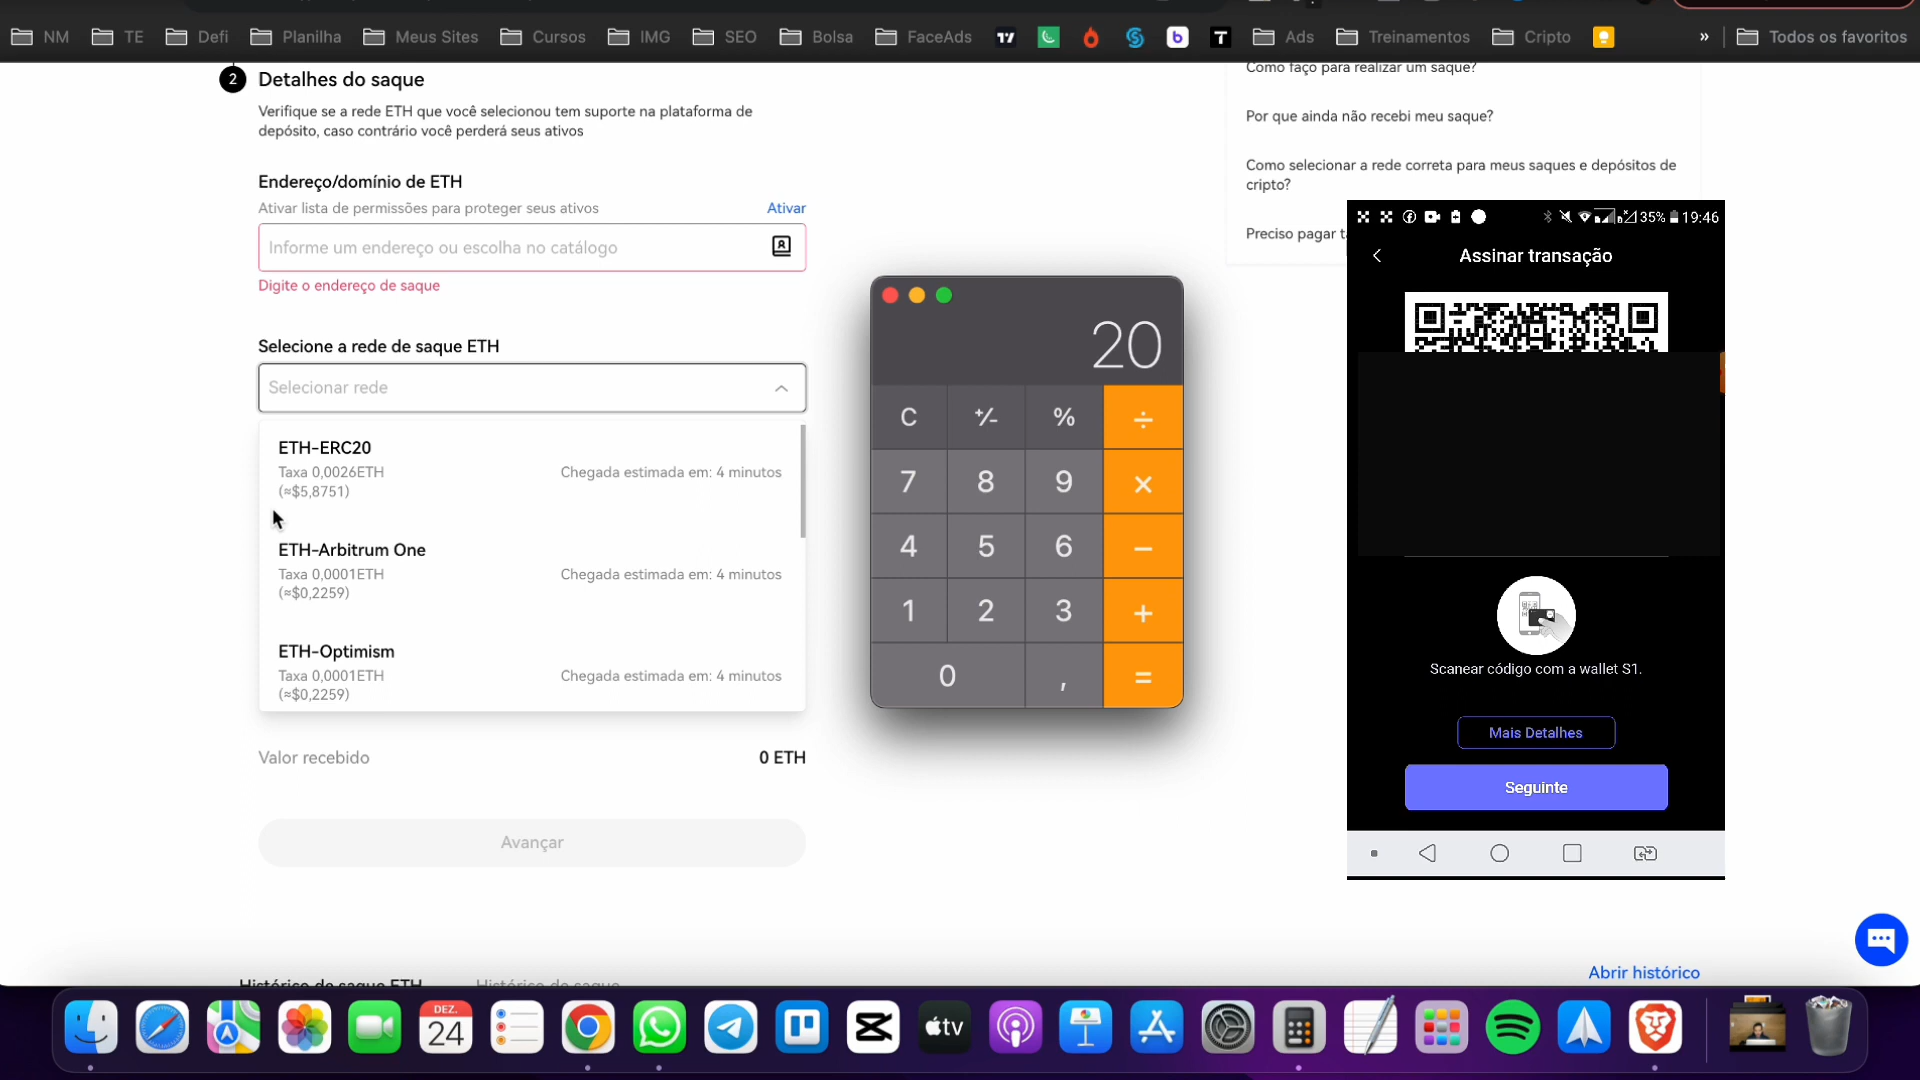 NM
TE
Defi
Planilha
Meus Sites
Cursos
IMG
SEO
Bolsa
FaceAds
Ads
Treinamentos
Cripto
»
Todos os favoritos
2
Detalhes do saque
Verifique se a rede ETH que você selecionou tem suporte na plataforma de
depósito, caso contrário você perderá seus ativos
Endereço/domínio de ETH
Ativar lista de permissões para proteger seus ativos
Ativar
Informe um endereço ou escolha no catálogo
Digite o endereço de saque
Selecione a rede de saque ETH
Selecionar rede
ETH-ERC20
Taxa 0,0026ETH
Chegada estimada em: 4 minutos
(≈$5,8751)
ETH-Arbitrum One
Taxa 0,0001ETH
Chegada estimada em: 4 minutos
(≈$0,2259)
ETH-Optimism
Taxa 0,0001ETH
Chegada estimada em: 4 minutos
(≈$0,2259)
Valor recebido
0 ETH
Avançar
Histórico de saque ETH
Histórico de saque
Abrir histórico
Como faço para realizar um saque?
Por que ainda não recebi meu saque?
Como selecionar a rede correta para meus saques e depósitos de
cripto?
Preciso pagar
20
C +/- % ÷
7 8 9 ×
4 5 6 −
1 2 3 +
0 , =
35% 19:46
Assinar transação
Scanear código com a wallet S1.
Mais Detalhes
Seguinte
DEZ.
24
tv